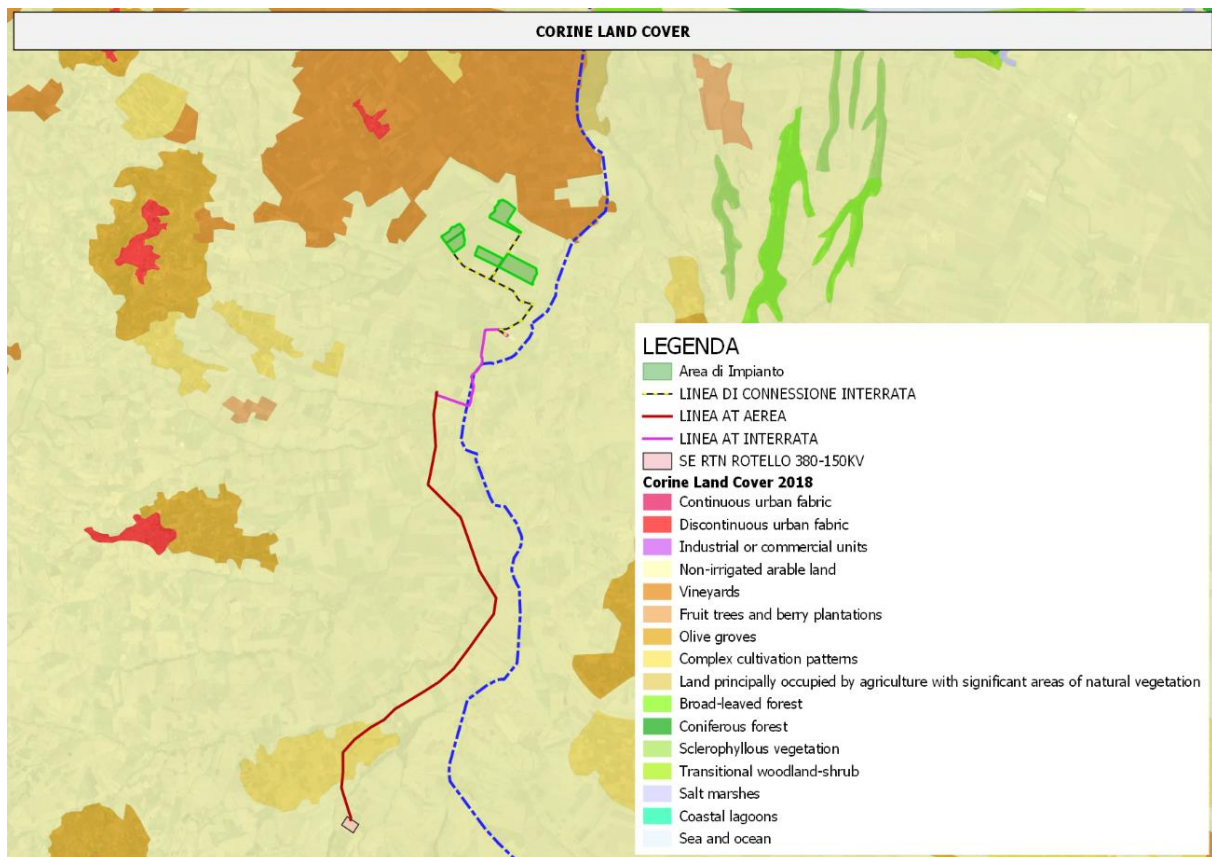 CORINE LAND COVER
LEGENDA
Area di Impianto
LINEA DI CONNESSIONE INTERRATA
LINEA AT AEREA
LINEA AT INTERRATA
SE RTN ROTELLO 380-150KV
Corine Land Cover 2018
Continuous urban fabric
Discontinuous urban fabric
Industrial or commercial units
Non-irrigated arable land
Vineyards
Fruit trees and berry plantations
Olive groves
Complex cultivation patterns
Land principally occupied by agriculture with significant areas of natural vegetation
Broad-leaved forest
Coniferous forest
Sclerophyllous vegetation
Transitional woodland-shrub
Salt marshes
Coastal lagoons
Sea and ocean